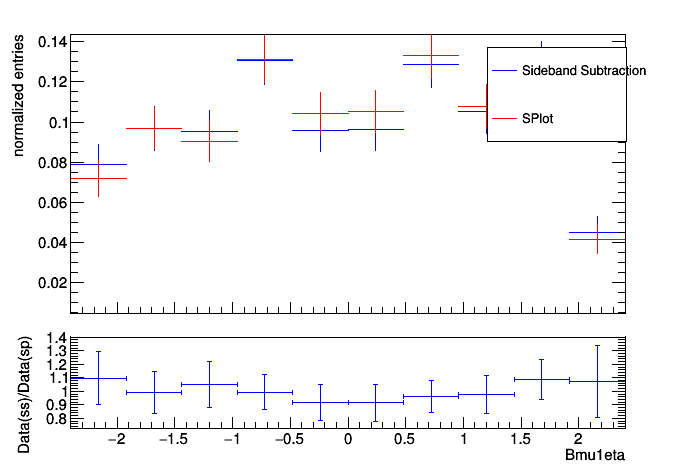 normalized entries
0.14
0.12
0.1
0.08
0.06
0.04
0.02
Sideband Subtraction
SPlot
Data(ss)/Data(sp)
1.4
1.3
1.2
1.1
1
0.9
0.8
−2 −1.5 −1 −0.5 0 0.5 1 1.5 2
Bmu1eta